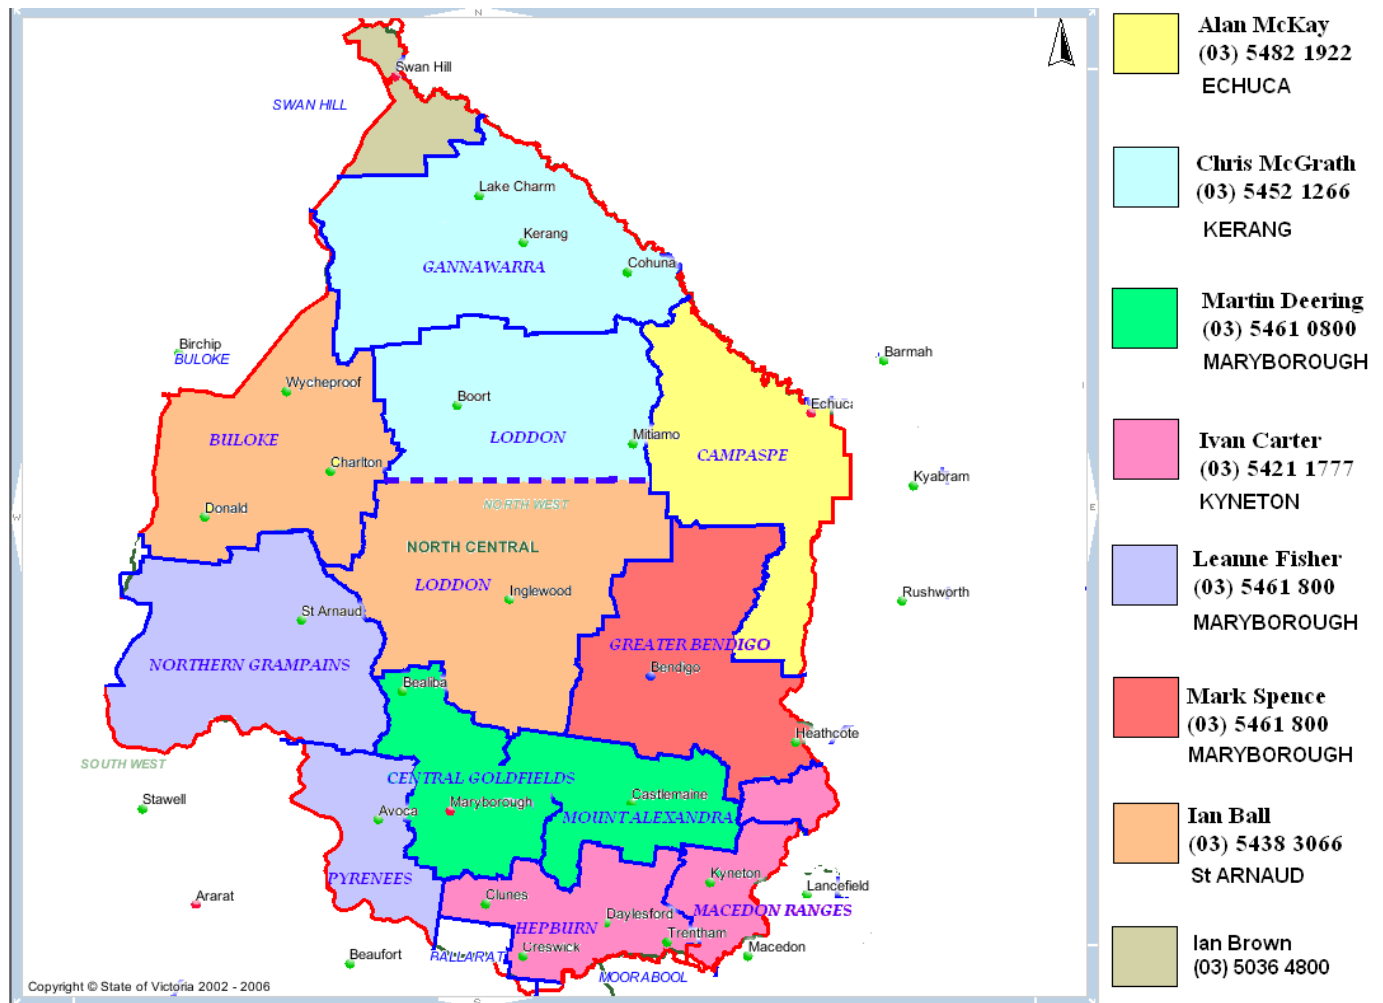 N
Swan Hill
SWAN HILL
Lake Charm
Kerang
GANNAWARRA
Cohuna
Birchip
BULOKE
Barmah
Wycheproof
Boort
Echuca
BULOKE
LODDON
Mitiamo
CAMPASPE
Charlton
Kyabram
Donald
NORTH WEST
W
E
NORTH CENTRAL
LODDON
Inglewood
Rushworth
St Arnaud
GREATER BENDIGO
NORTHERN GRAMPAINS
Bendigo
Bealiba
Heathcote
SOUTH WEST
CENTRAL GOLDFIELDS
Stawell
Maryborough
Castlemaine
Avoca
MOUNT ALEXANDRA
PYRENEES
Kyneton
Lancefield
Ararat
Clunes
MACEDON RANGES
Daylesford
HEPBURN
Trentham
Beaufort
BALLARAT
Creswick
Macedon
MOORABOOL
Copyright © State of Victoria 2002 - 2006
S
Alan McKay
(03) 5482 1922
ECHUCA
Chris McGrath
(03) 5452 1266
KERANG
Martin Deering
(03) 5461 0800
MARYBOROUGH
Ivan Carter
(03) 5421 1777
KYNETON
Leanne Fisher
(03) 5461 800
MARYBOROUGH
Mark Spence
(03) 5461 800
MARYBOROUGH
Ian Ball
(03) 5438 3066
St ARNAUD
Ian Brown
(03) 5036 4800